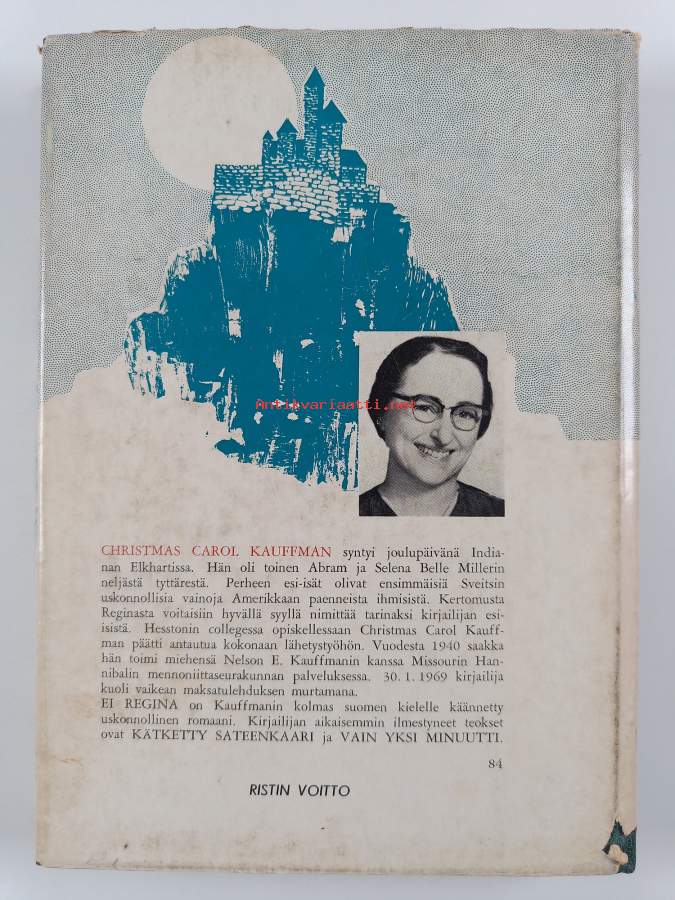 Antikvariaatti.net
CHRISTMAS CAROL KAUFFMAN syntyi joulupäivänä India-
nan Elkhartissa. Hän oli toinen Abram ja Selena Belle Millerin
neljästä tyttärestä. Perheen esi-isät olivat ensimmäisiä Sveitsin
uskonnollisia vainoja Amerikkaan paenneista ihmisistä. Kertomusta
Reginasta voitaisiin hyvällä syyllä nimittää tarinaksi kirjailijan esi-
isistä. Hesstonin collegessa opiskellessaan Christmas Carol Kauff-
man päätti antautua kokonaan lähetystyöhön. Vuodesta 1940 saakka
hän toimi miehensä Nelson E. Kauffmanin kanssa Missourin Han-
nibalin mennoniittaseurakunnan palveluksessa. 30. 1. 1969 kirjailija
kuoli vaikean maksatulehduksen murtamana.
EI REGINA on Kauffmanin kolmas suomen kielelle käännetty
uskonnollinen romaani. Kirjailijan aikaisemmin ilmestyneet teokset
ovat KÄTKETTY SATEENKAARI ja VAIN YKSI MINUUTTI.
84
RISTIN VOITTO